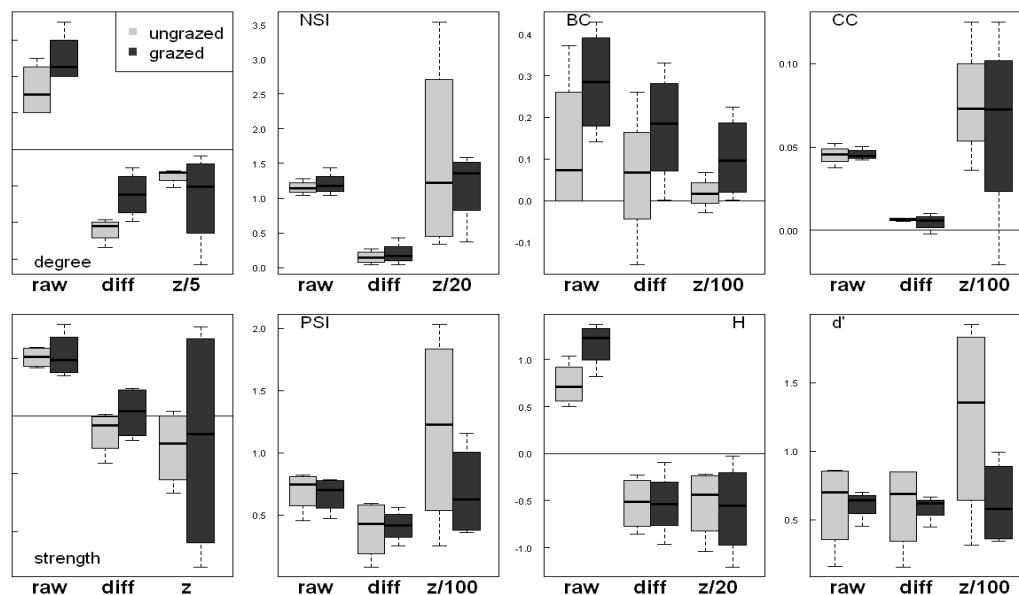 ungrazed
grazed
degree
raw diff z/5
NSI
3.5
3.0
2.5
2.0
1.5
1.0
0.5
0.0
raw diff z/20
BC
0.4
0.3
0.2
0.1
0.0
-0.1
raw diff z/100
CC
0.10
0.05
0.00
raw diff z/100
strength
raw diff z
PSI
2.0
1.5
1.0
0.5
raw diff z/100
H
1.0
0.5
0.0
-0.5
-1.0
raw diff z/20
d'
1.5
1.0
0.5
raw diff z/100